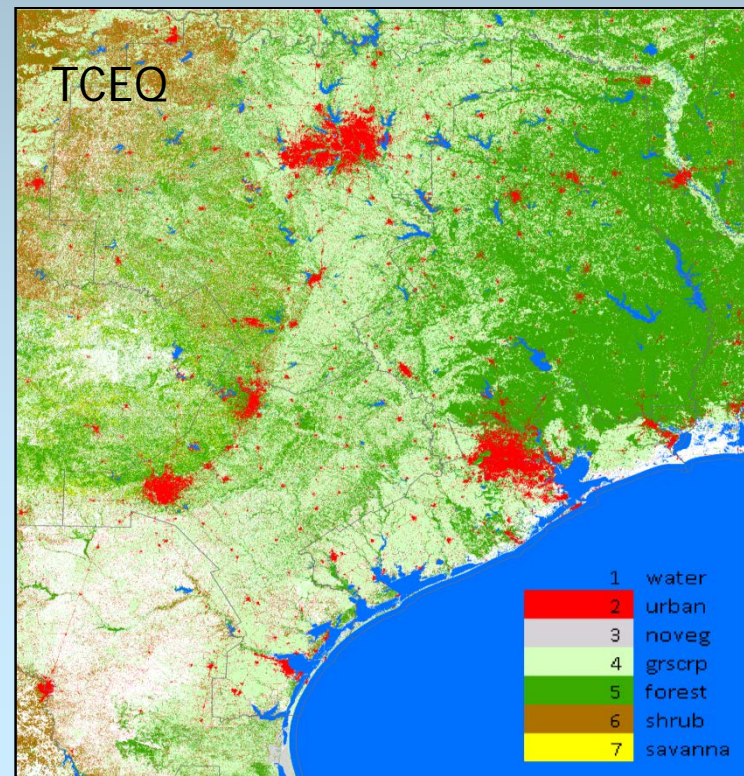 TCEQ
1 water
2 urban
3 noveg
4 grscrp
5 forest
6 shrub
7 savanna